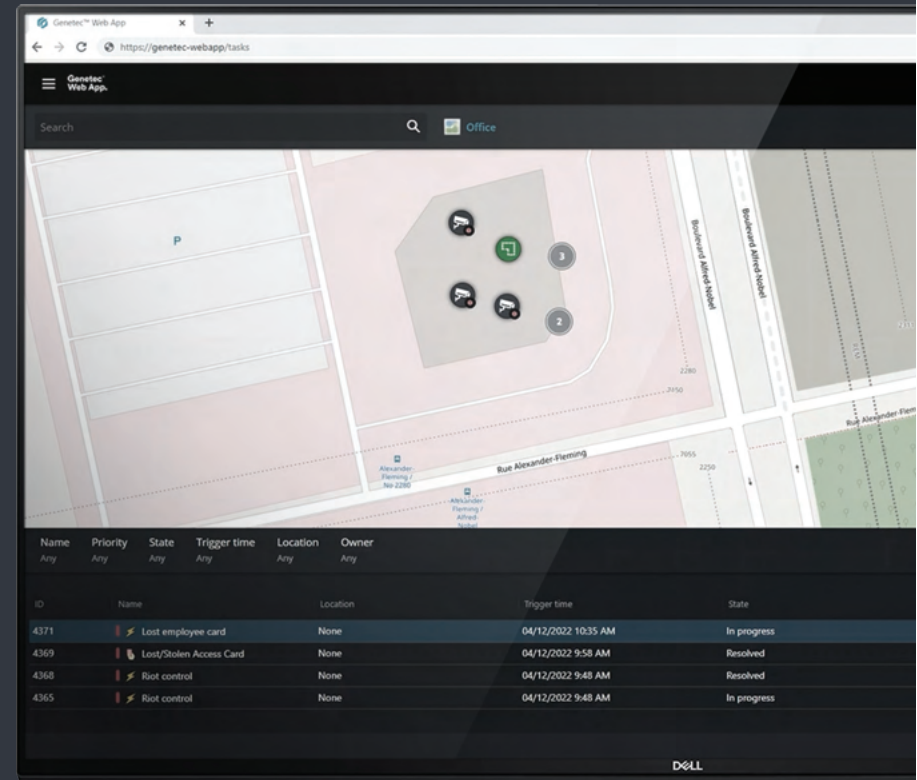 Genetec™ Web App
https://genetec-webapp/tasks
Genetec™
Web App.
Search
Office
P
3
2
Boulevard Alfred-Nobel
Boulevard Alfred-Nobel
2280
2150
Alexander-
Fleming /
No 2280
Rue Alexander-Fleming
7055
2250
Alexander-
Fleming /
Alfred-
Nobel
Rue Alexander-Flem
Name Priority State Trigger time Location Owner
Any Any Any Any Any Any
ID Name Location Trigger time State
4371 Lost employee card None 04/12/2022 10:35 AM In progress
4369 Lost/Stolen Access Card None 04/12/2022 9:58 AM Resolved
4368 Riot control None 04/12/2022 9:48 AM Resolved
4365 Riot control None 04/12/2022 9:48 AM In progress
DELL